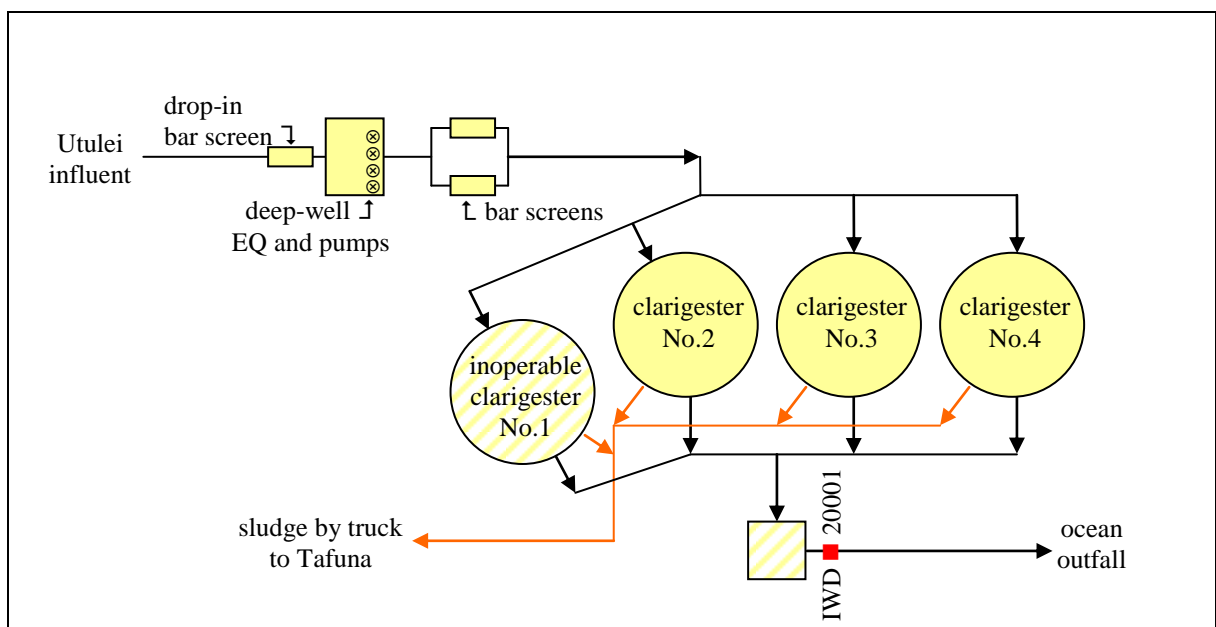 drop-in
bar screen
Utulei
influent
deep-well
EQ and pumps
bar screens
clarigester
No.2
clarigester
No.3
clarigester
No.4
inoperable
clarigester
No.1
sludge by truck
to Tafuna
IWD 20001
ocean
outfall